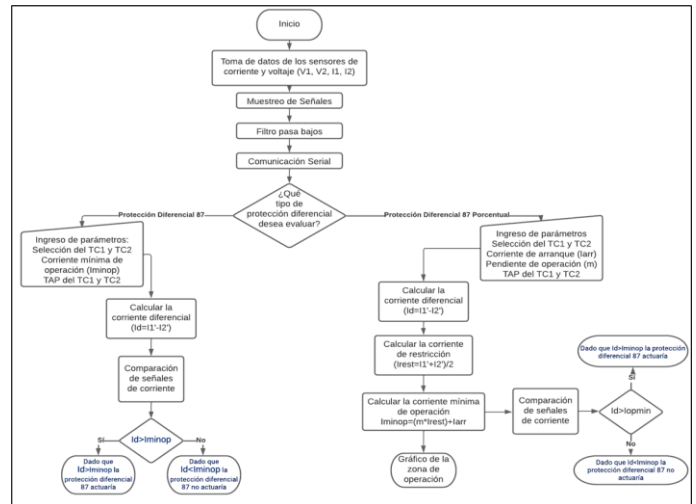 Inicio
Toma de datos de los sensores de
corriente y voltaje (V1, V2, I1, I2)
Muestreo de Señales
Filtro pasa bajos
Comunicación Serial
¿Qué
tipo de
protección diferencial
desea evaluar?
Protección Diferencial 87
Protección Diferencial 87 Porcentual
Ingreso de parámetros:
Selección del TC1 y TC2
Corriente mínima de
operación (Iminop)
TAP del TC1 y TC2
Calcular la
corriente diferencial
(Id=I1'-I2')
Comparación
de señales
de corriente
Id>Iminop
Sí
No
Dado que
Id>Iminop la
protección diferencial
87 actuaría
Dado que
Id<Iminop la
protección diferencial
87 no actuaría
Ingreso de parámetros
Selección del TC1 y TC2
Corriente de arranque (Iarr)
Pendiente de operación (m)
TAP del TC1 y TC2
Calcular la
corriente diferencial
(Id=I1'-I2')
Calcular la corriente
de restricción
(Irest=I1'+I2')/2
Calcular la corriente mínima
de operación
Iminop=(m*Irest)+Iarr
Gráfico de la
zona de
operación
Comparación
de señales
de corriente
Id>Iopmin
Sí
No
Dado que Id>Iminop la protección
diferencial 87 actuaría
Dado que Id<Iminop la protección
diferencial 87 no actuaría